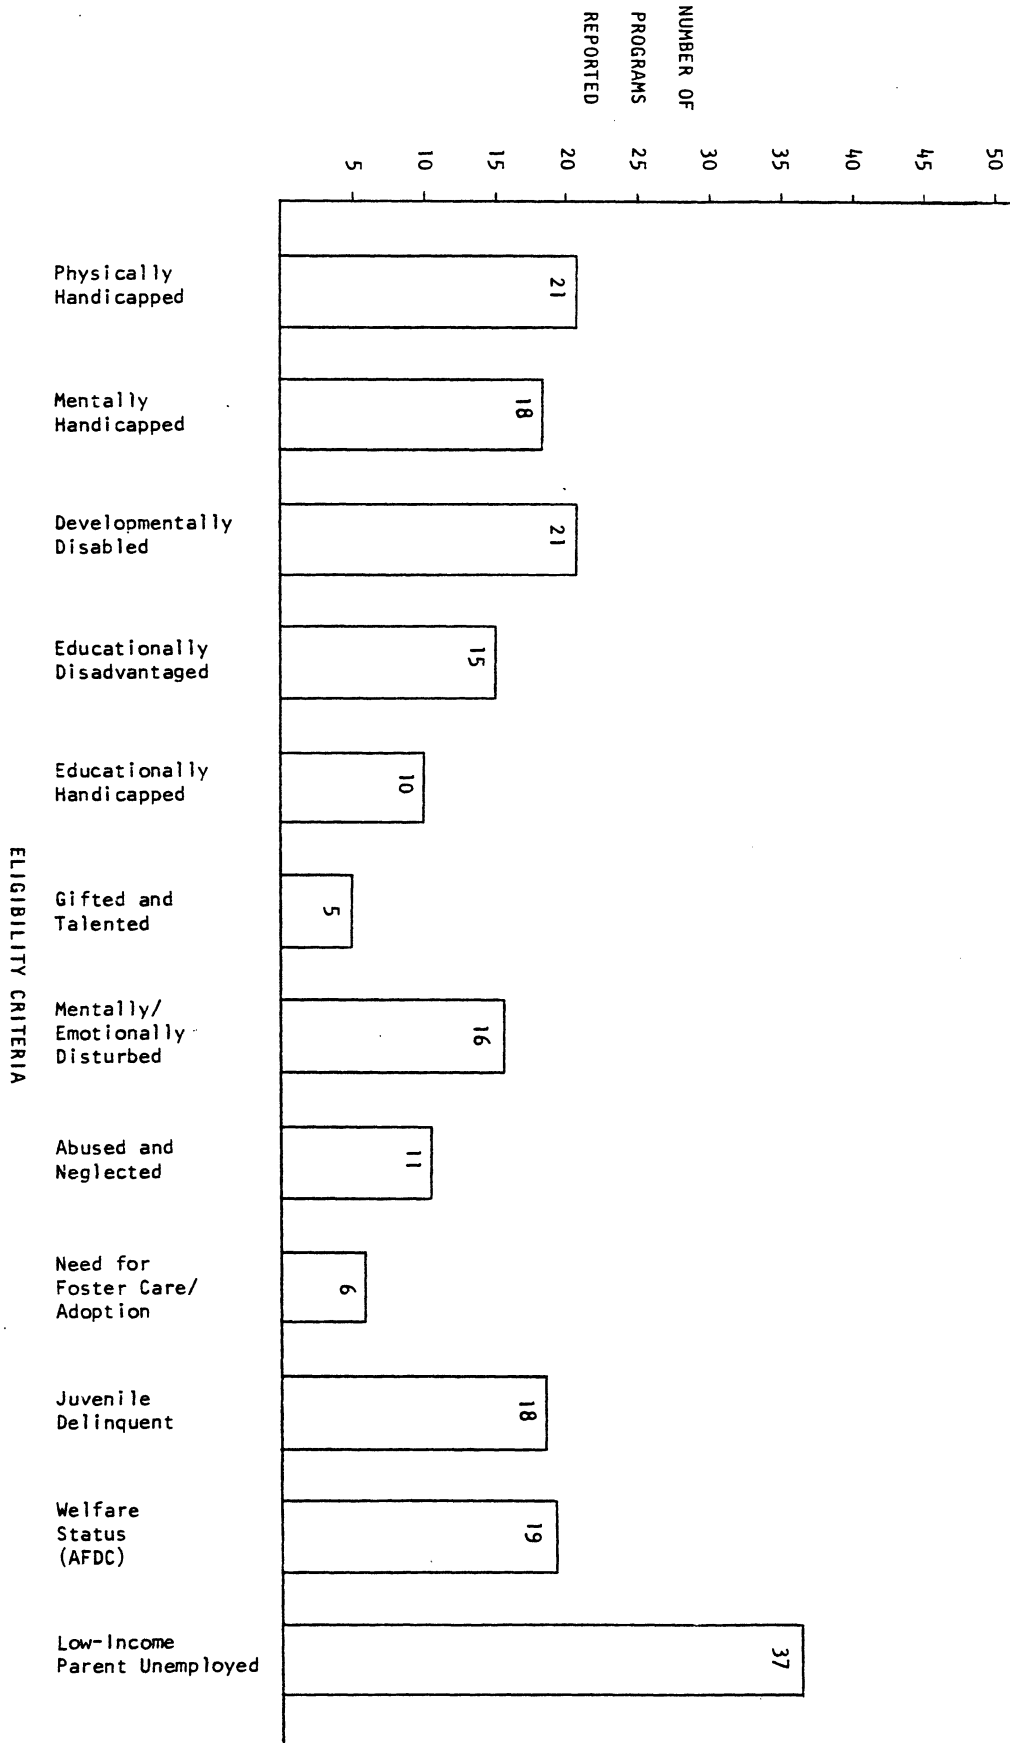 NUMBER OF
PROGRAMS
REPORTED
50
45
40
35
30
25
20
15
10
5
Physically
Handicapped
21
Mentally
Handicapped
18
Developmentally
Disabled
21
Educationally
Disadvantaged
15
Educationally
Handicapped
10
Gifted and
Talented
5
Mentally/
Emotionally
Disturbed
16
Abused and
Neglected
11
Need for
Foster Care/
Adoption
6
Juvenile
Delinquent
18
Welfare
Status
(AFDC)
19
Low-Income
Parent Unemployed
37
ELIGIBILITY CRITERIA